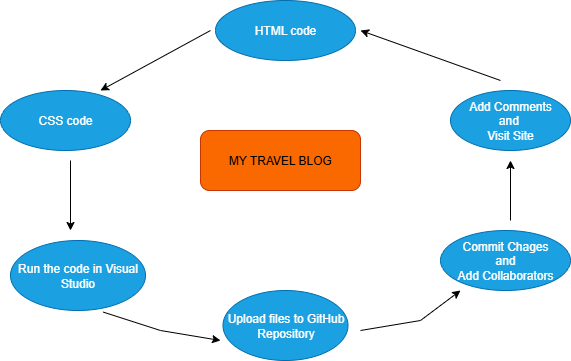 HTML code
CSS code
Add Comments
and
Visit Site
MY TRAVEL BLOG
Run the code in Visual
Studio
Commit Chages
and
Add Collaborators
Upload files to GitHub
Repository